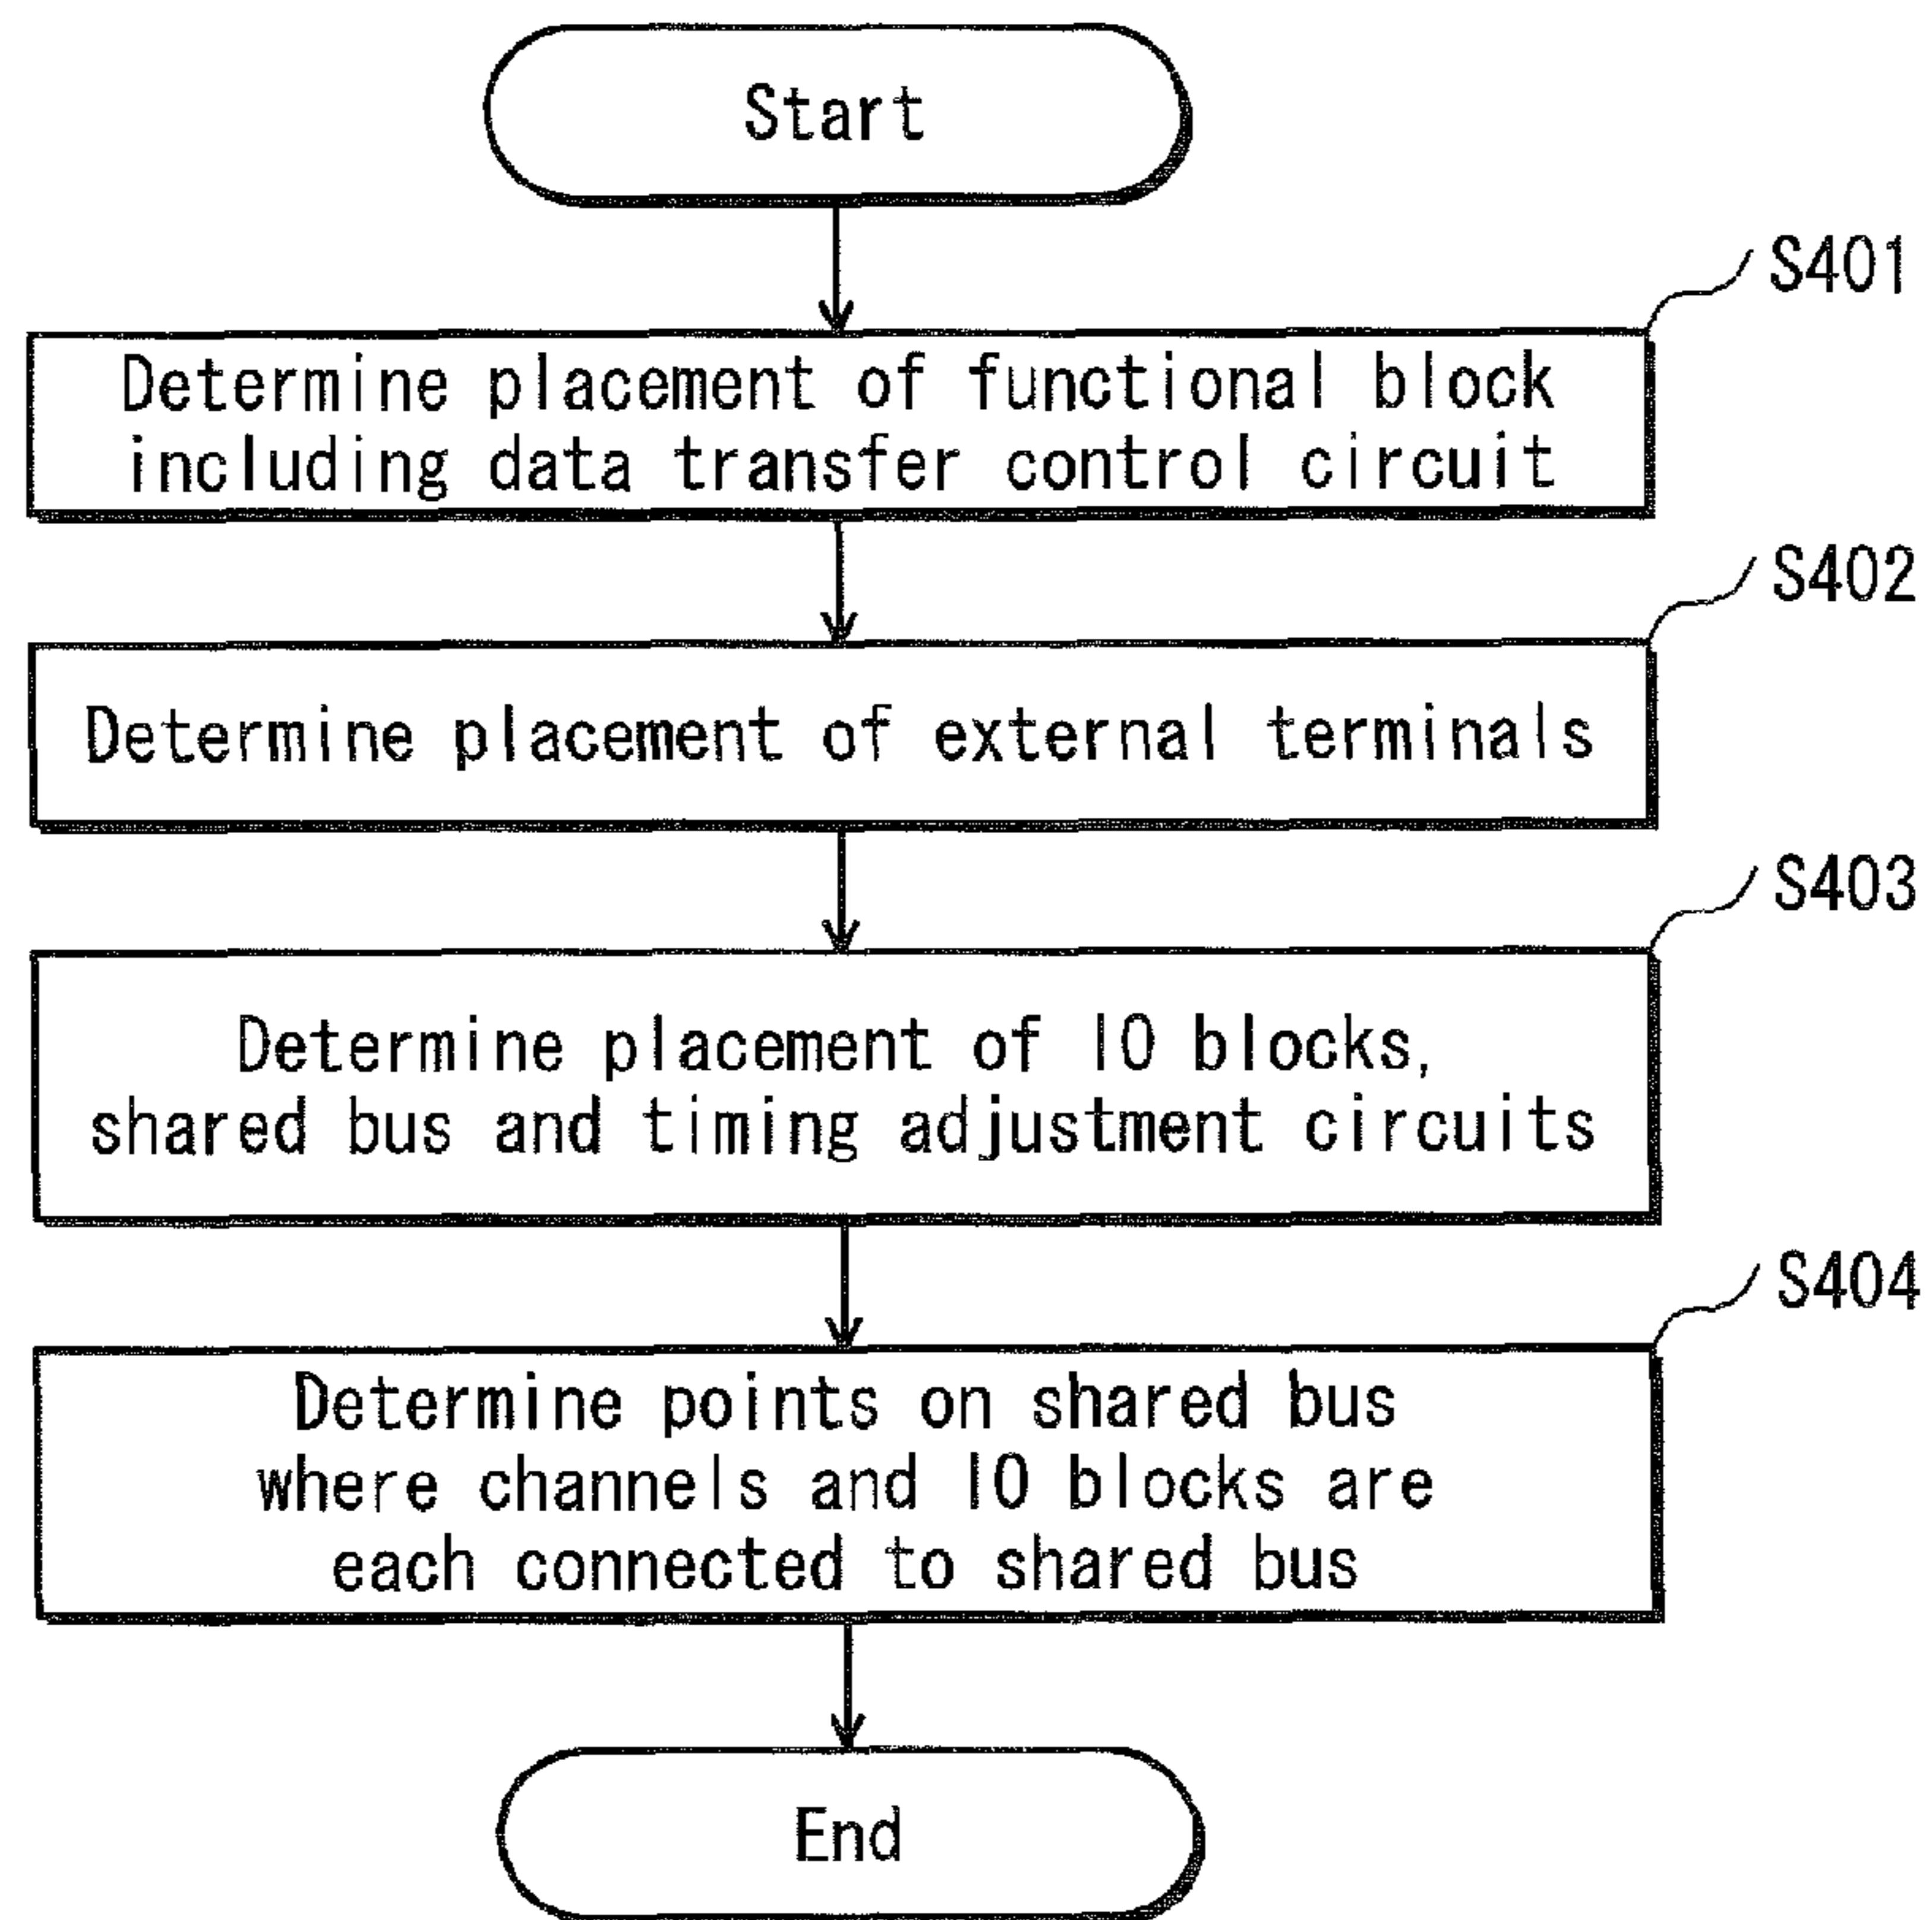 Start
S401
Determine placement of functional block
including data transfer control circuit
S402
Determine placement of external terminals
S403
Determine placement of IO blocks,
shared bus and timing adjustment circuits
S404
Determine points on shared bus
where channels and IO blocks are
each connected to shared bus
End